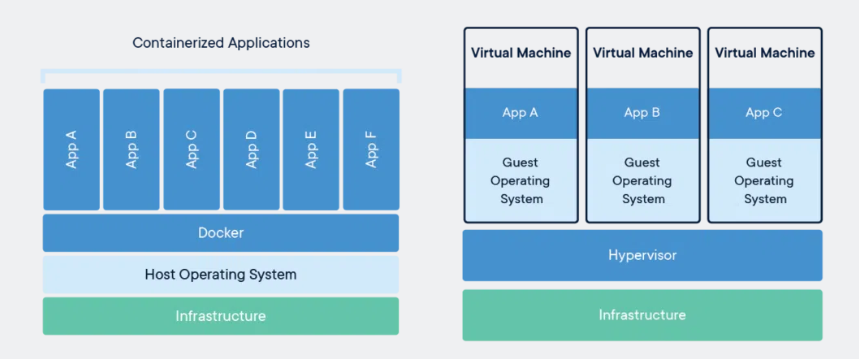 Containerized Applications
App A
App B
App C
App D
App E
App F
Docker
Host Operating System
Infrastructure
Virtual Machine
App A
Guest
Operating
System
Virtual Machine
App B
Guest
Operating
System
Virtual Machine
App C
Guest
Operating
System
Hypervisor
Infrastructure